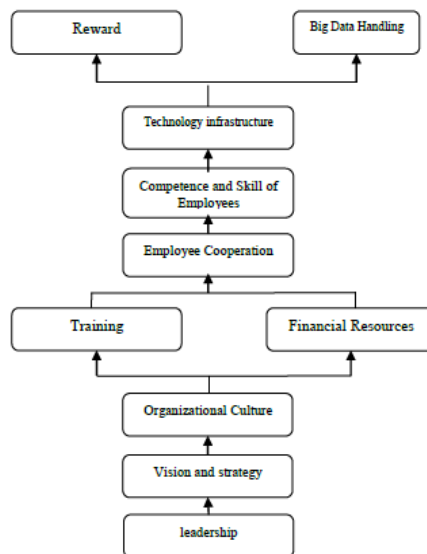 Reward
Big Data Handling
Technology infrastructure
Competence and Skill of
Employees
Employee Cooperation
Training
Financial Resources
Organizational Culture
Vision and strategy
leadership